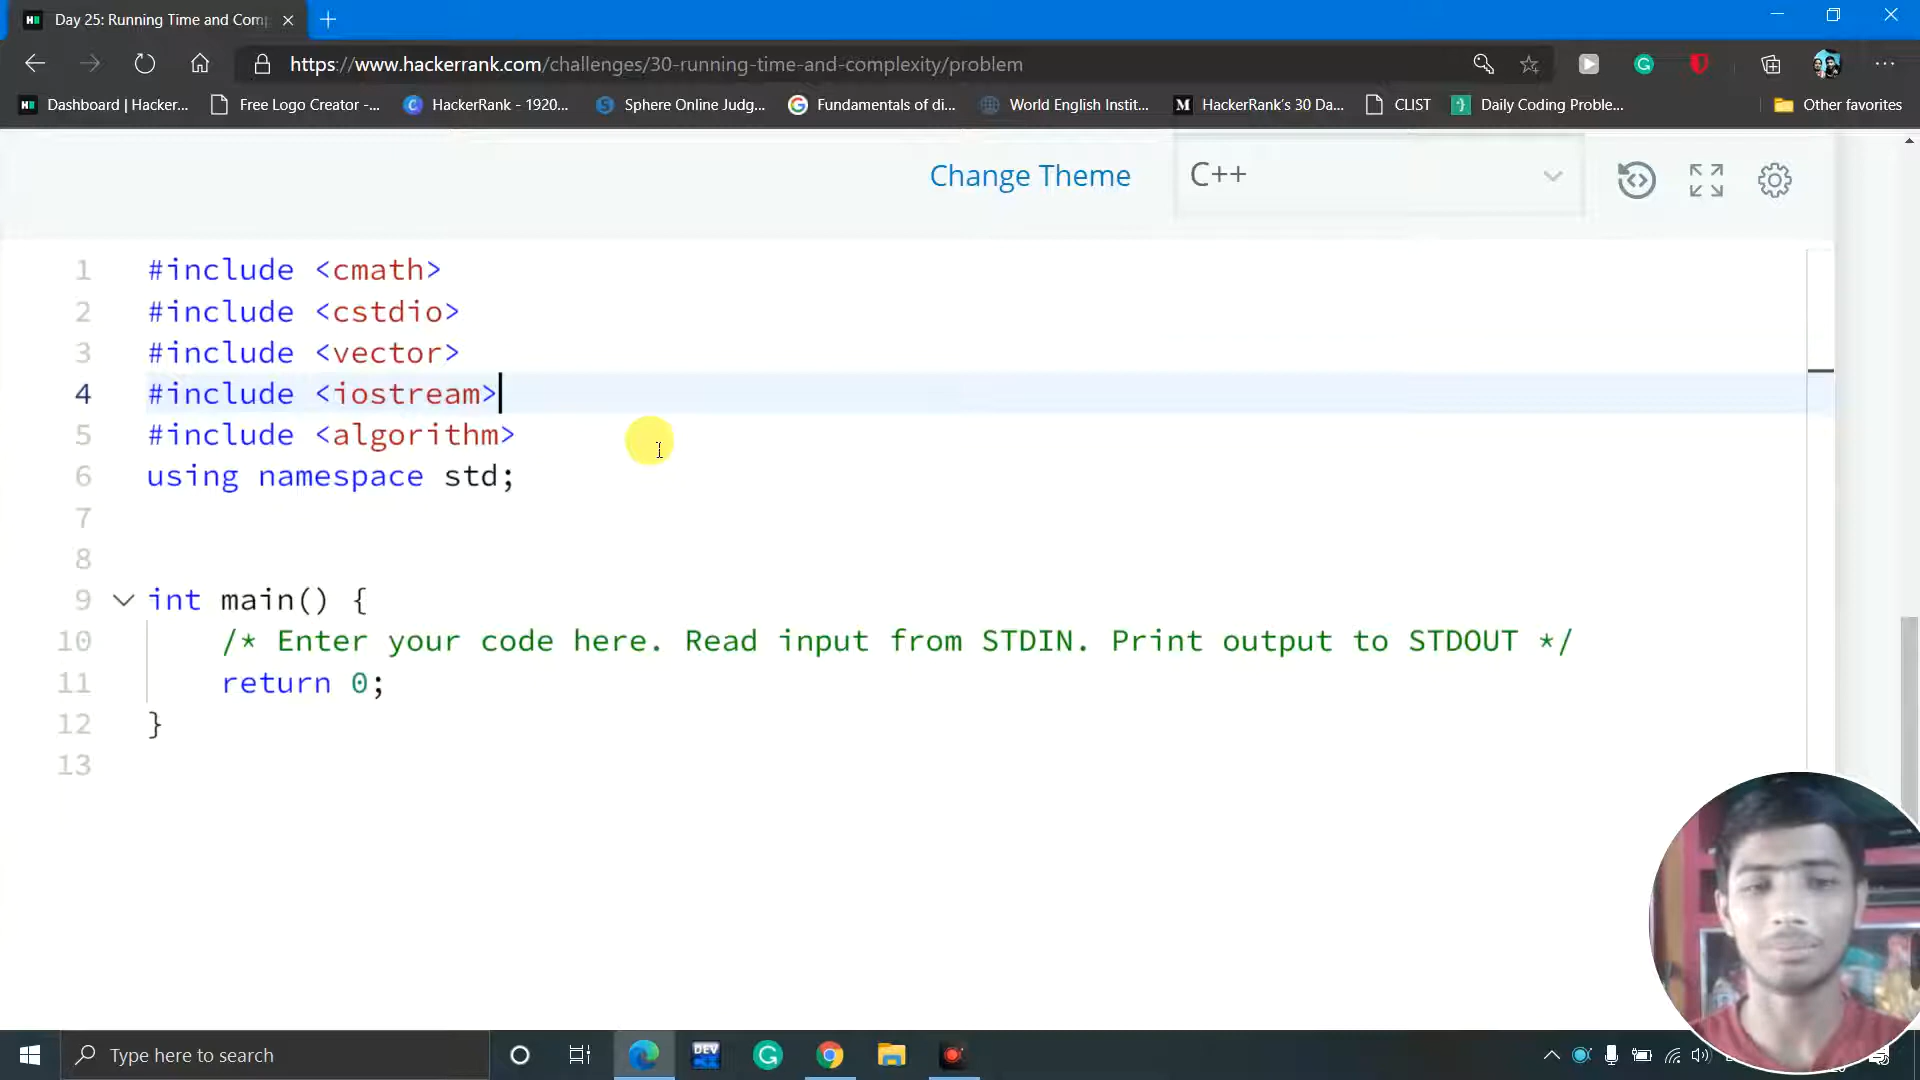 Day 25: Running Time and Comp
https://www.hackerrank.com/challenges/30-running-time-and-complexity/problem
Dashboard | Hacker... Free Logo Creator -... HackerRank - 1920... Sphere Online Judg... Fundamentals of di... World English Instit... HackerRank's 30 Da... CLIST Daily Coding Proble... Other favorites
Change Theme C++
1 #include <cmath>
2 #include <cstdio>
3 #include <vector>
4 #include <iostream>
5 #include <algorithm>
6 using namespace std;
7
8
9 int main() {
10 /* Enter your code here. Read input from STDIN. Print output to STDOUT */
11 return 0;
12 }
13
Type here to search
DEV